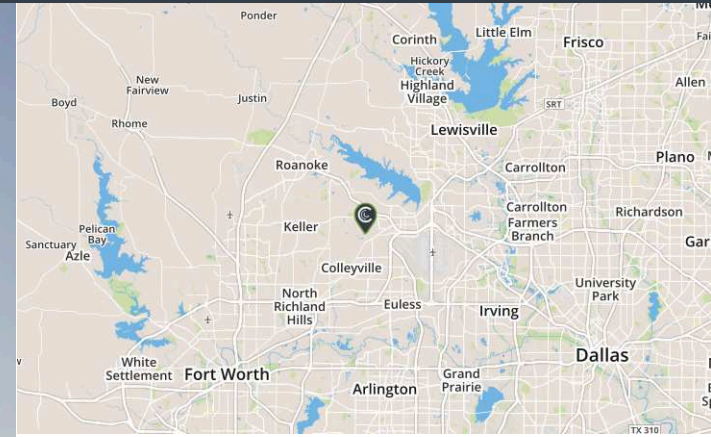 Ponder
Corinth
Little Elm
Frisco
Hickory
Creek
Highland
Village
New
Fairview
Justin
Boyd
Rhome
SRT
Allen
Lewisville
Roanoke
Carrollton
Plano
Keller
Carrollton
Farmers
Branch
Richardson
Pelican
Bay
Sanctuary
Azle
Colleyville
North
Richland
Hills
Euless
Irving
University
Park
White
Settlement
Fort Worth
Arlington
Grand
Prairie
Dallas
TX 310